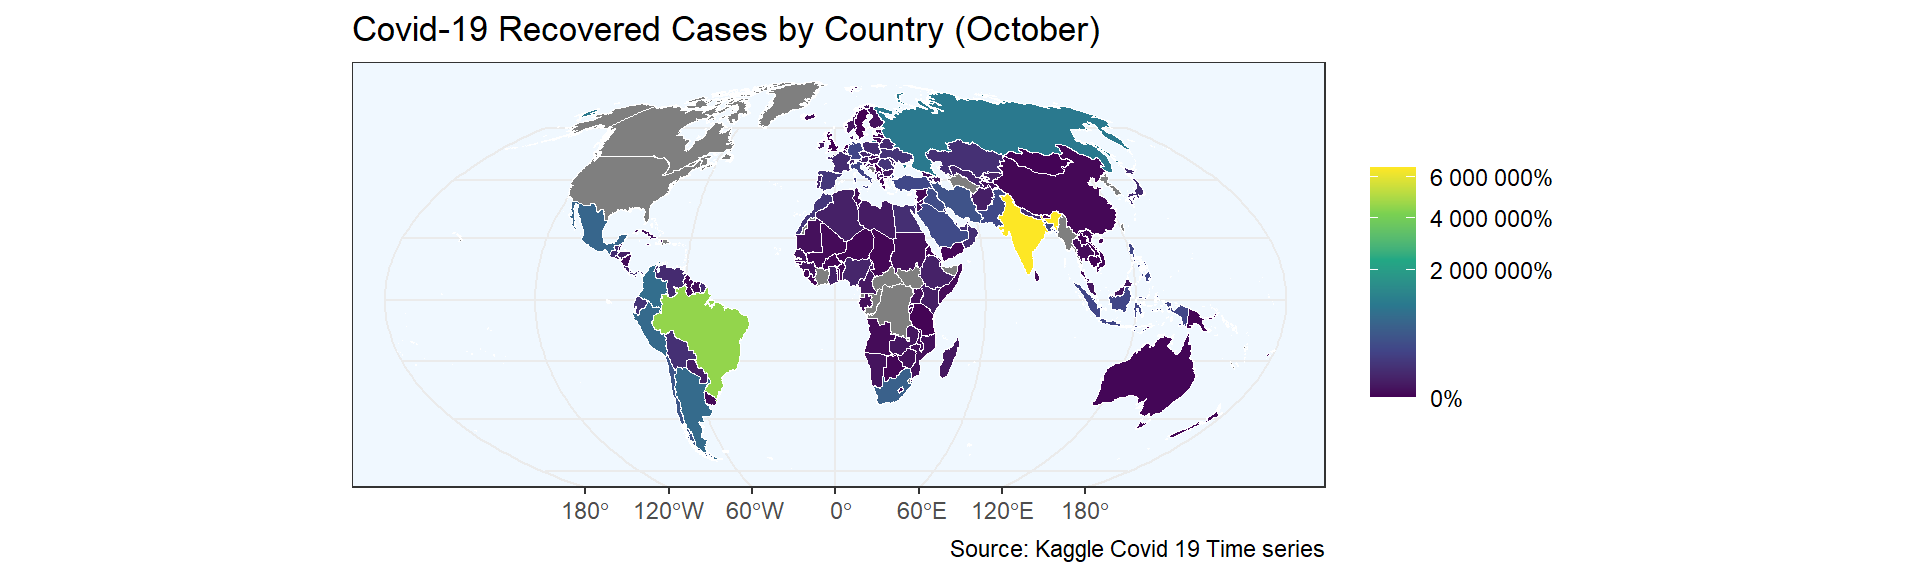 Covid-19 Recovered Cases by Country (October)
6 000 000%
4 000 000%
2 000 000%
0%
180° 120°W 60°W 0° 60°E 120°E 180°
Source: Kaggle Covid 19 Time series